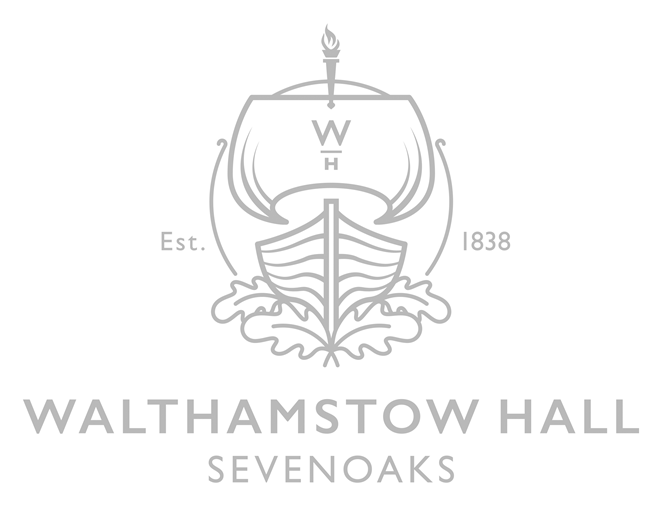 W
H
Est. 1838
WALTHAMSTOW HALL
SEVENOAKS